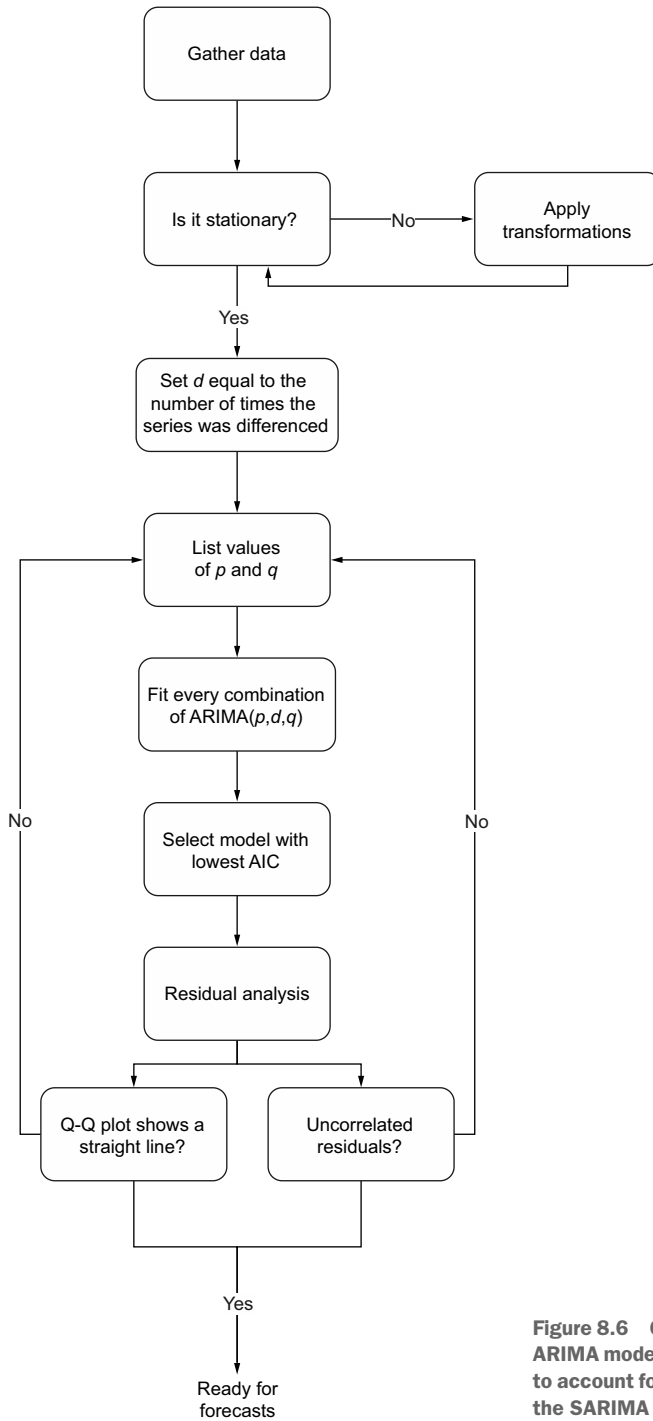 Gather data
Is it stationary?
No
Apply
transformations
Yes
Set d equal to the
number of times the
series was differenced
List values
of p and q
Fit every combination
of ARIMA(p,d,q)
No
No
Select model with
lowest AIC
Residual analysis
Q-Q plot shows a
straight line?
Uncorrelated
residuals?
Yes
Ready for
forecasts
Figure 8.6
ARIMA mode
to account fo
the SARIMA